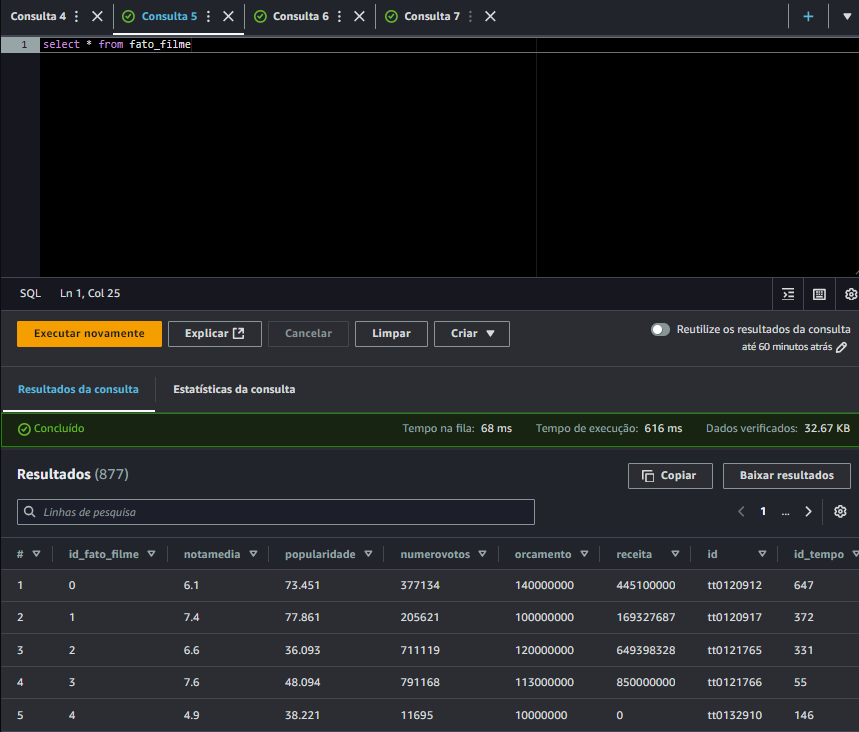 Consulta 4 Consulta 5 Consulta 6 Consulta 7
1 select * from fato_filme
SQL Ln 1, Col 25
Executar novamente Explicar Cancelar Limpar Criar Reutilize os resultados da consulta
até 60 minutos atrás
Resultados da consulta Estatísticas da consulta
Concluído Tempo na fila: 68 ms Tempo de execução: 616 ms Dados verificados: 32.67 KB
Resultados (877) Copiar Baixar resultados
Linhas de pesquisa 1 ...
# id_fato_filme notamedia popularidade numerovotos orcamento receita id id_tempo
1 0 6.1 73.451 377134 140000000 445100000 tt0120912 647
2 1 7.4 77.861 205621 100000000 169327687 tt0120917 372
3 2 6.6 36.093 711119 120000000 649398328 tt0121765 331
4 3 7.6 48.094 791168 113000000 850000000 tt0121766 55
5 4 4.9 38.221 11695 10000000 0 tt0132910 146